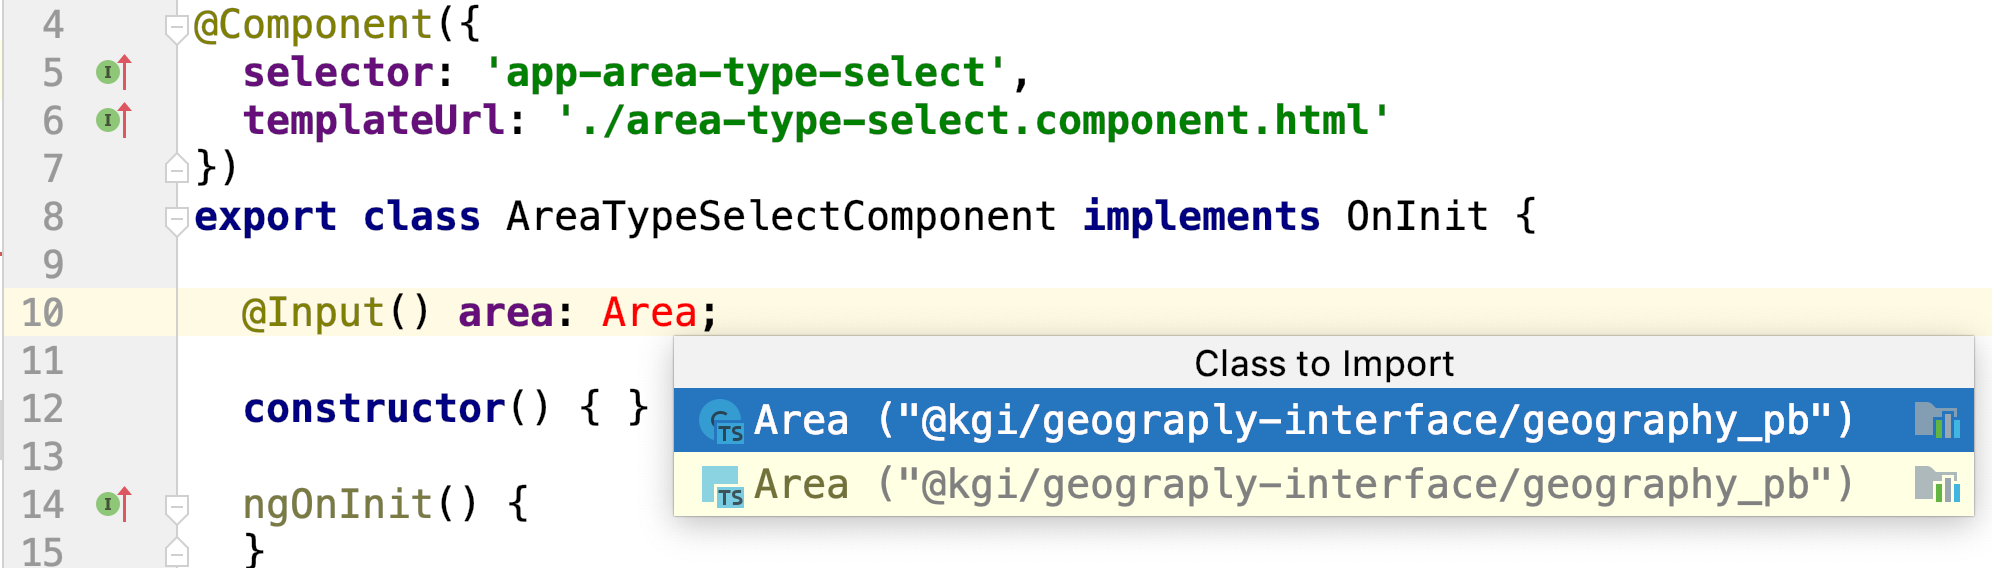 4 @Component({
5 selector: 'app-area-type-select',
6 templateUrl: './area-type-select.component.html'
7 })
8 export class AreaTypeSelectComponent implements OnInit {
9
10 @Input() area: Area;
11
Class to Import
12 constructor() { }
TS Area ("@kgi/geograply-interface/geography_pb")
13
TS Area ("@kgi/geograply-interface/geography_pb")
14 ngOnInit() {
15 }